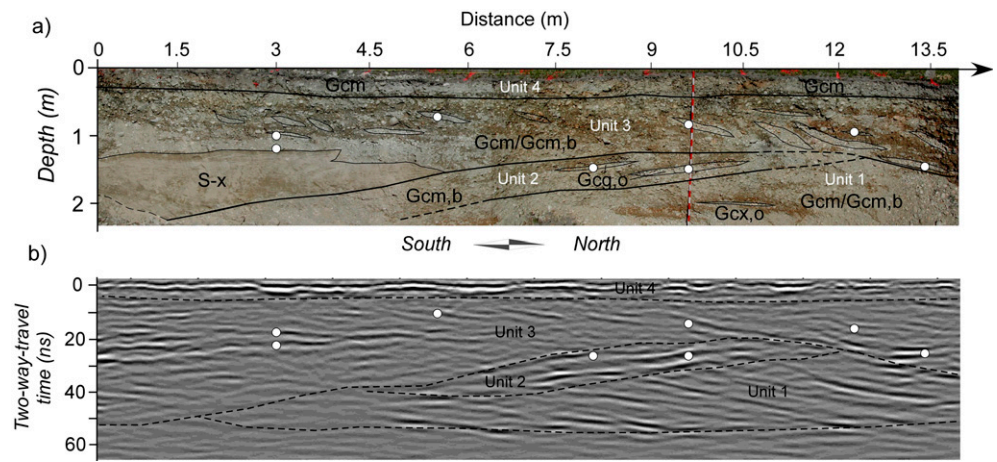 Distance (m)
a)
0 1.5 3 4.5 6 7.5 9 10.5 12 13.5
0
1
2
Depth (m)
Gcm Unit 4 Gcm
Unit 3
Gcm/Gcm,b
Unit 2 Gcg,o Unit 1
S-x Gcm,b Gcm/Gcm,b
Gcx,o
South North
b)
0
20
40
60
Two-way-travel
time (ns)
Unit 4
Unit 3
Unit 2
Unit 1